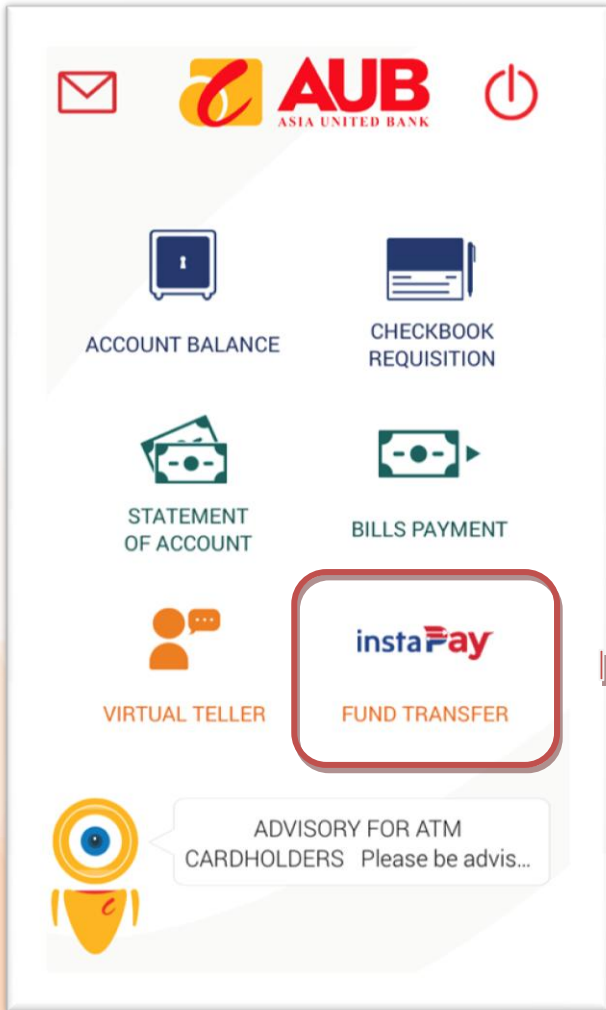 AUB
ASIA UNITED BANK
ACCOUNT BALANCE
CHECKBOOK
REQUISITION
STATEMENT
OF ACCOUNT
BILLS PAYMENT
VIRTUAL TELLER
instaPay
FUND TRANSFER
ADVISORY FOR ATM
CARDHOLDERS Please be advis...